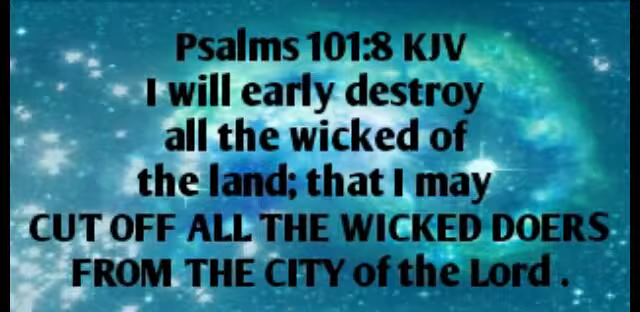 Psalms 101:8 KJV
I will early destroy
all the wicked of
the land; that I may
CUT OFF ALL THE WICKED DOERS
FROM THE CITY of the Lord .